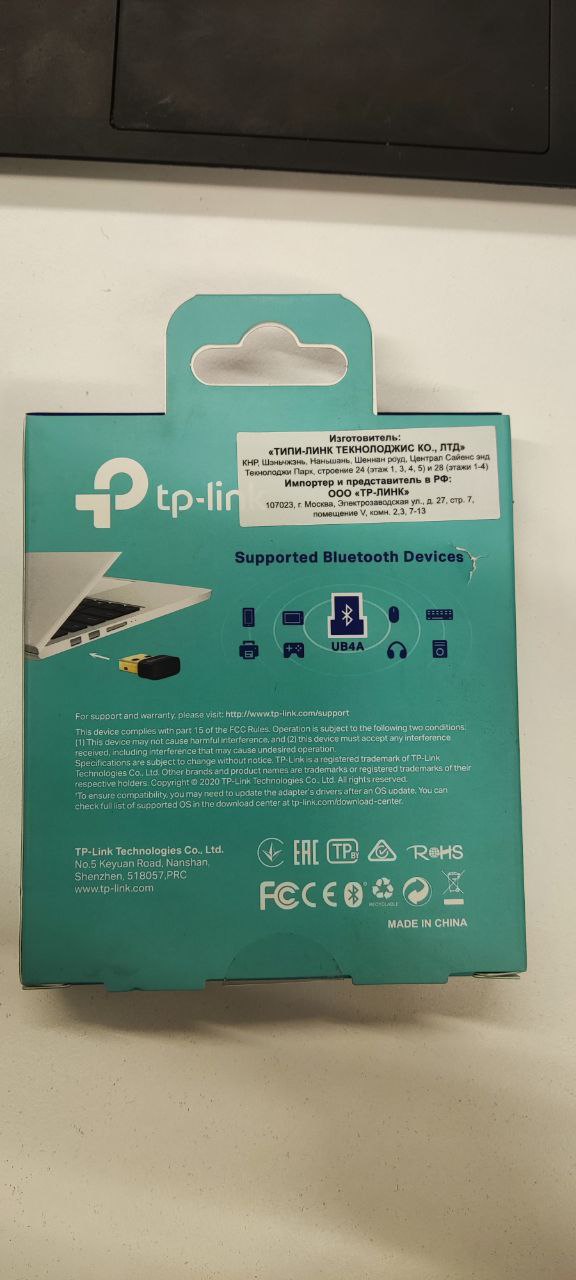 Изготовитель:
«ТИПИ-ЛИНК ТЕКНОЛОДЖИС КО., ЛТД»
КНР, Шэньчжэнь, Наньшань, Шеннан роуд, Централ Сайенс энд
Текнолоджи Парк, строение 24 (этаж 1, 3, 4, 5) и 28 (этажи 1-4)
Импортер и представитель в РФ:
ООО «ТР-ЛИНК»
107023, г. Москва, Электрозаводская ул., д. 27, стр. 7,
помещение V, комн. 2,3, 7-13
tp-lin
Supported Bluetooth Devices
UB4A
For support and warranty, please visit: http://www.tp-link.com/support
This device complies with part 15 of the FCC Rules. Operation is subject to the following two conditions:
(1) This device may not cause harmful interference, and (2) this device must accept any interference
received, including interference that may cause undesired operation.
Specifications are subject to change without notice. TP-Link is a registered trademark of TP-Link
Technologies Co., Ltd. Other brands and product names are trademarks or registered trademarks of their
respective holders. Copyright © 2020 TP-Link Technologies Co., Ltd. All rights reserved.
*To ensure compatibility, you may need to update the adapter's drivers after an OS update. You can
check full list of supported OS in the download center at tp-link.com/download-center.
TP-Link Technologies Co., Ltd.
No.5 Keyuan Road, Nanshan,
Shenzhen, 518057,PRC
www.tp-link.com
EAC TP BY RoHS
FC CE RECYCLABLE
MADE IN CHINA